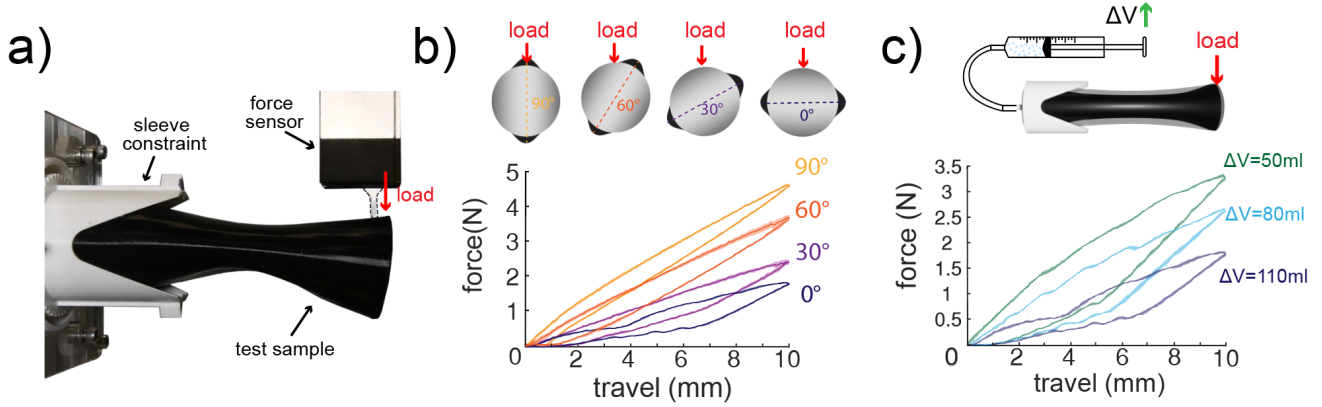 a)
force
sensor
sleeve
constraint
load
test sample
b)
load
load
load
load
90°
60°
30°
0°
force(N)
5
4
3
2
1
0
2
4
6
8
10
travel (mm)
90°
60°
30°
0°
c)
ΔV
load
force (N)
3.5
3
2.5
2
1.5
1
0.5
0
2
4
6
8
10
travel (mm)
ΔV=50ml
ΔV=80ml
ΔV=110ml